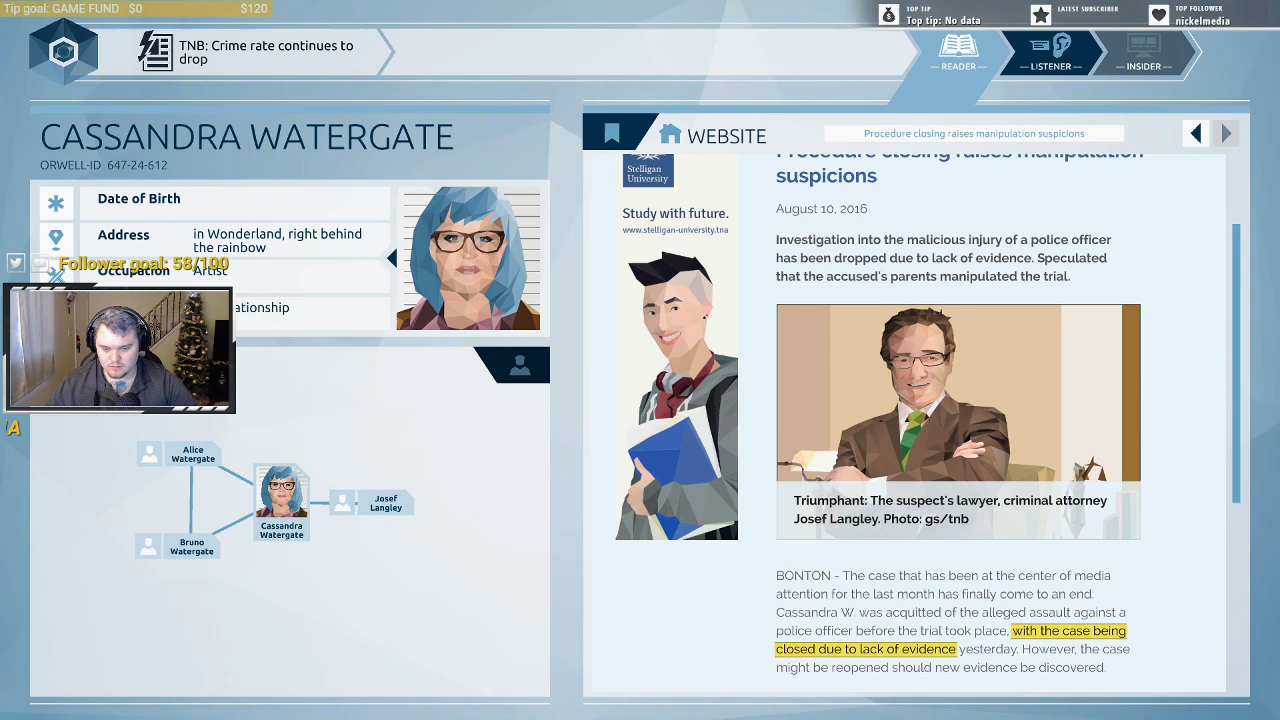 Tip goal: GAME FUND $0 $120
TOP TIP
Top tip: No data
LATEST SUBSCRIBER
TOP FOLLOWER
nickelmedia
TNB: Crime rate continues to
drop
— READER —
— LISTENER —
— INSIDER —
CASSANDRA WATERGATE
ORWELL-ID 647-24-612
Date of Birth
Address in Wonderland, right behind
the rainbow
Occupation Artist
ationship
Follower goal: 58/100
A
Alice
Watergate
Cassandra
Watergate
Josef
Langley
Bruno
Watergate
WEBSITE
Procedure closing raises manipulation suspicions
Stelligan
University
Study with future.
www.stelligan-university.tna
Procedure closing raises manipulation
suspicions
August 10, 2016
Investigation into the malicious injury of a police officer
has been dropped due to lack of evidence. Speculated
that the accused's parents manipulated the trial.
Triumphant: The suspect's lawyer, criminal attorney
Josef Langley. Photo: gs/tnb
BONTON - The case that has been at the center of media
attention for the last month has finally come to an end.
Cassandra W. was acquitted of the alleged assault against a
police officer before the trial took place, with the case being
closed due to lack of evidence yesterday. However, the case
might be reopened should new evidence be discovered.